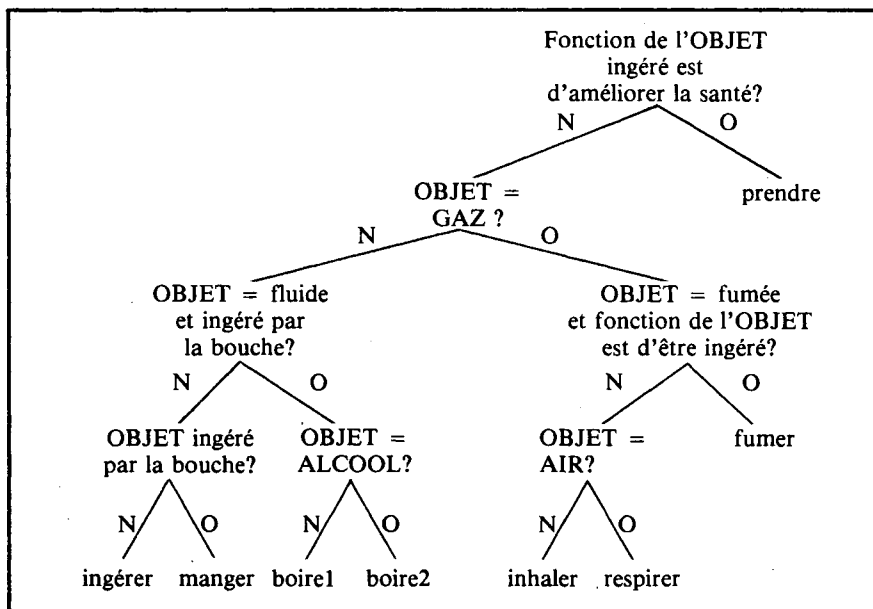 Fonction de l'OBJET
ingéré est
d'améliorer la santé?
N O
OBJET =
GAZ ?
prendre
N O
OBJET = fluide
et ingéré par
la bouche?
OBJET = fumée
et fonction de l'OBJET
est d'être ingéré?
N O N O
OBJET ingéré
par la bouche?
OBJET =
ALCOOL?
OBJET =
AIR?
fumer
N O N O N O
ingérer manger boire1 boire2 inhaler respirer